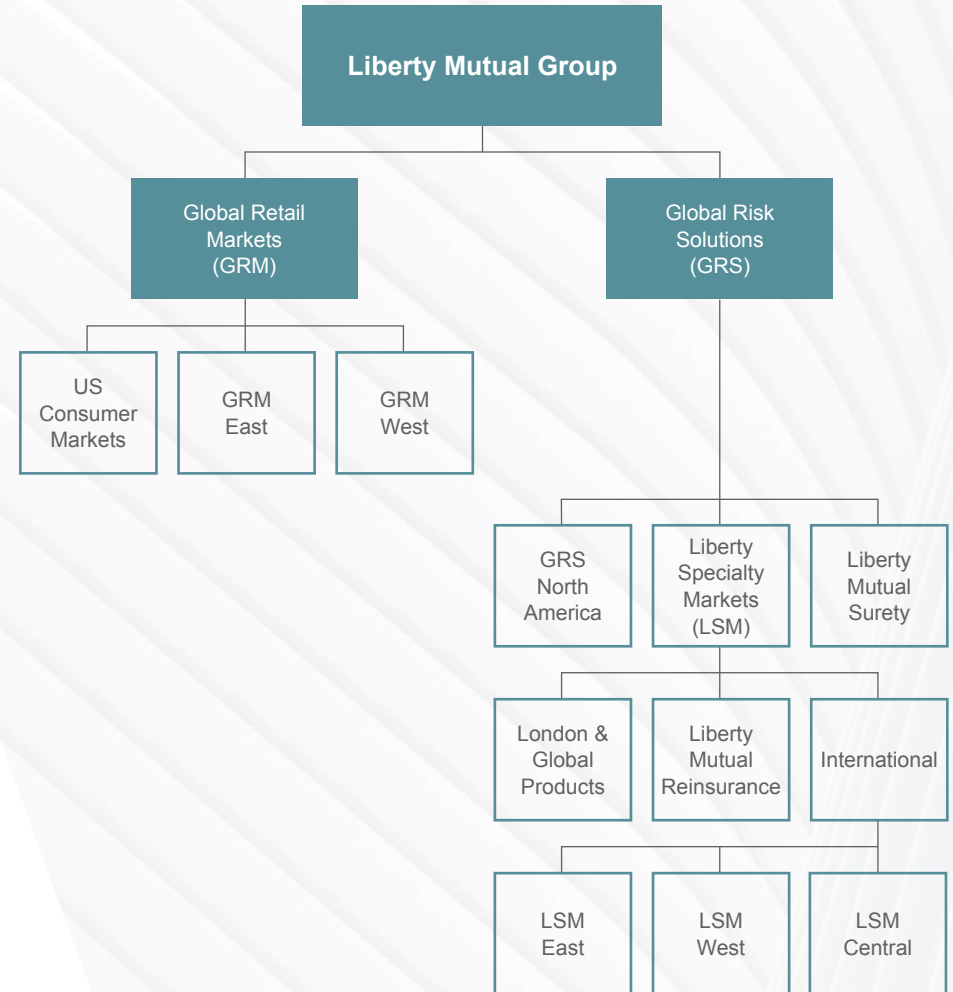 Liberty Mutual Group
Global Retail
Markets
(GRM)
Global Risk
Solutions
(GRS)
US
Consumer
Markets
GRM
East
GRM
West
GRS
North
America
Liberty
Specialty
Markets
(LSM)
Liberty
Mutual
Surety
London &
Global
Products
Liberty
Mutual
Reinsurance
International
LSM
East
LSM
West
LSM
Central